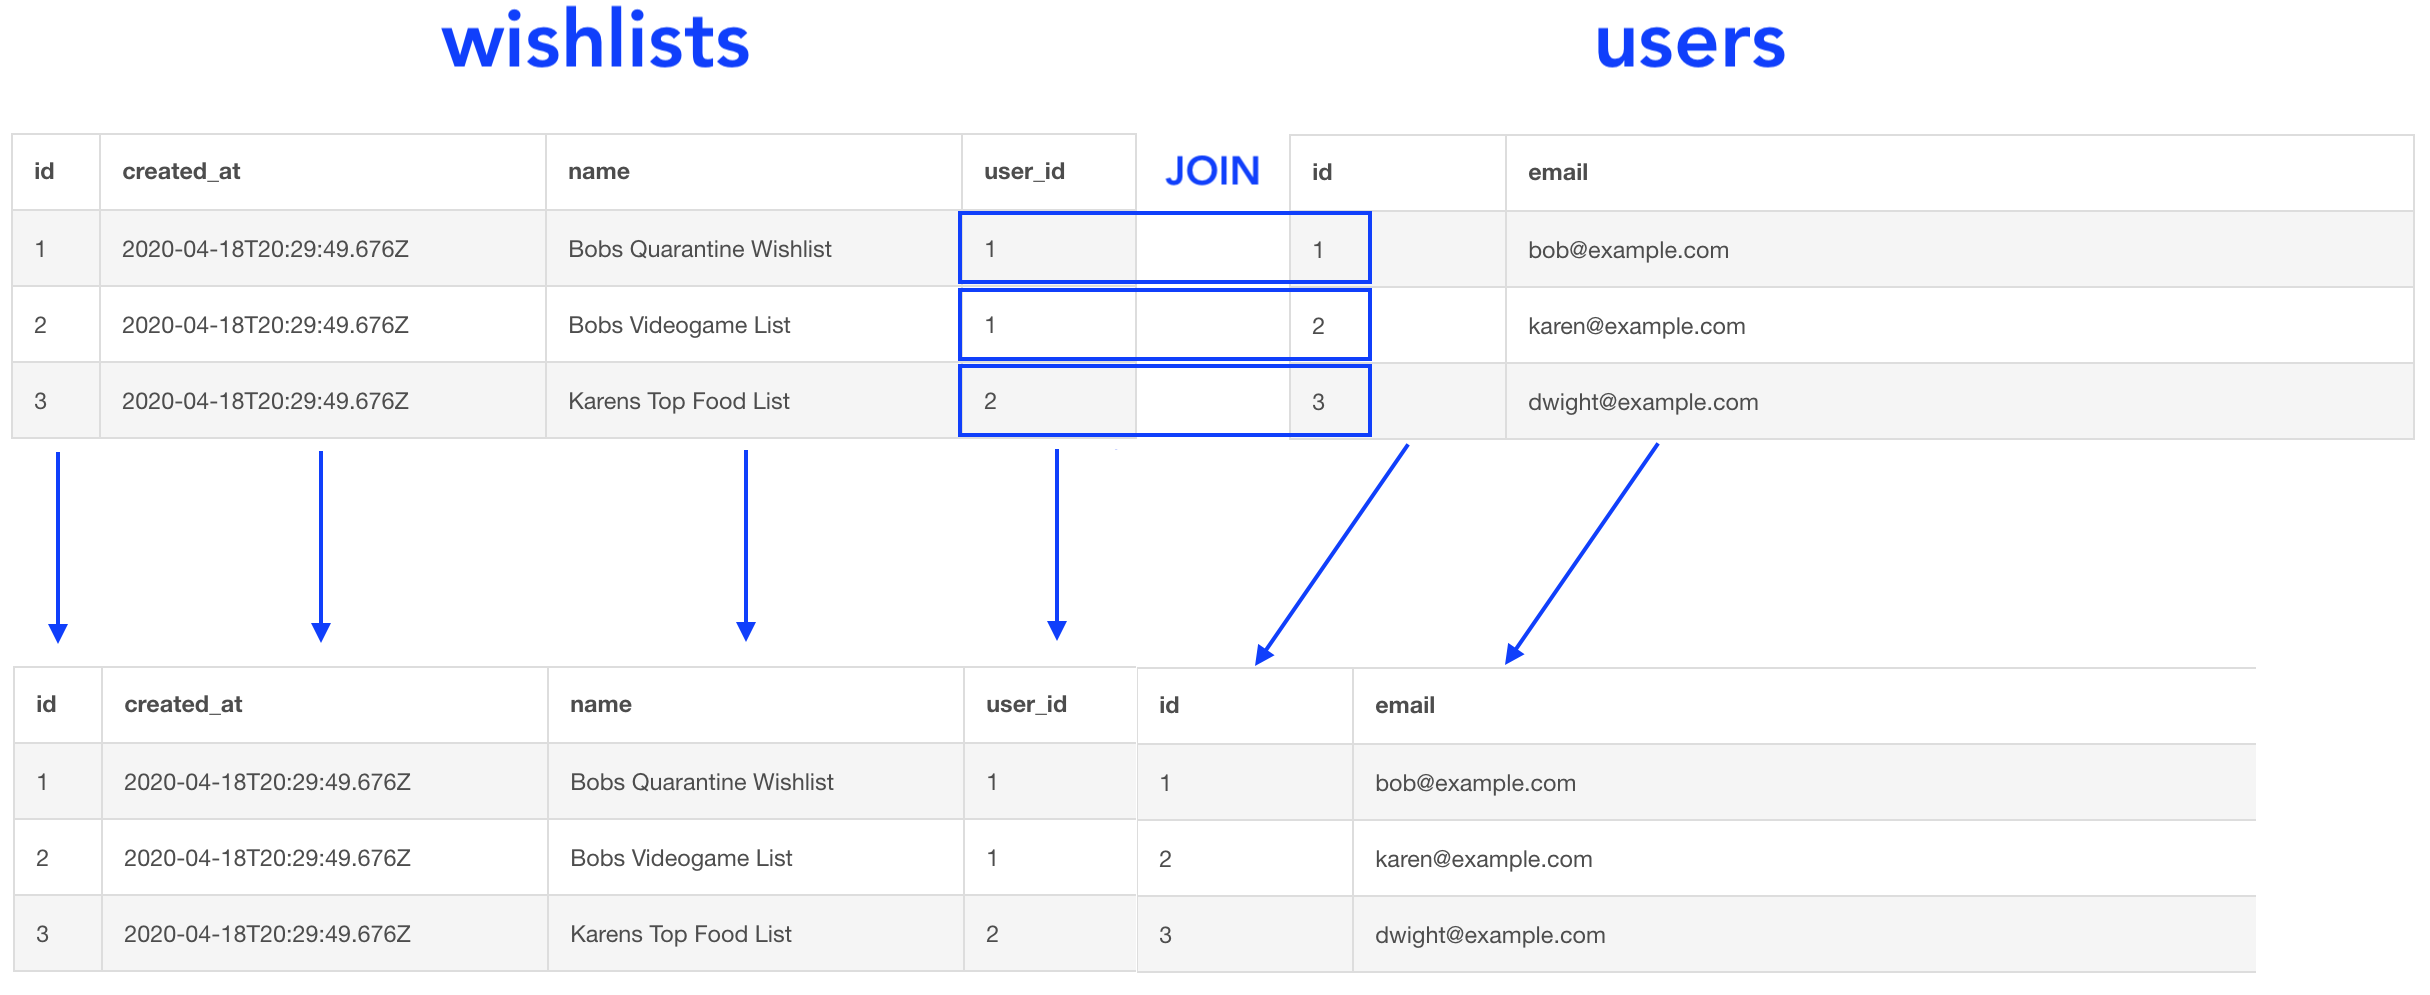 wishlists users
id created_at name user_id JOIN id email
1 2020-04-18T20:29:49.676Z Bobs Quarantine Wishlist 1 1 bob@example.com
2 2020-04-18T20:29:49.676Z Bobs Videogame List 1 2 karen@example.com
3 2020-04-18T20:29:49.676Z Karens Top Food List 2 3 dwight@example.com
id created_at name user_id id email
1 2020-04-18T20:29:49.676Z Bobs Quarantine Wishlist 1 1 bob@example.com
2 2020-04-18T20:29:49.676Z Bobs Videogame List 1 2 karen@example.com
3 2020-04-18T20:29:49.676Z Karens Top Food List 2 3 dwight@example.com